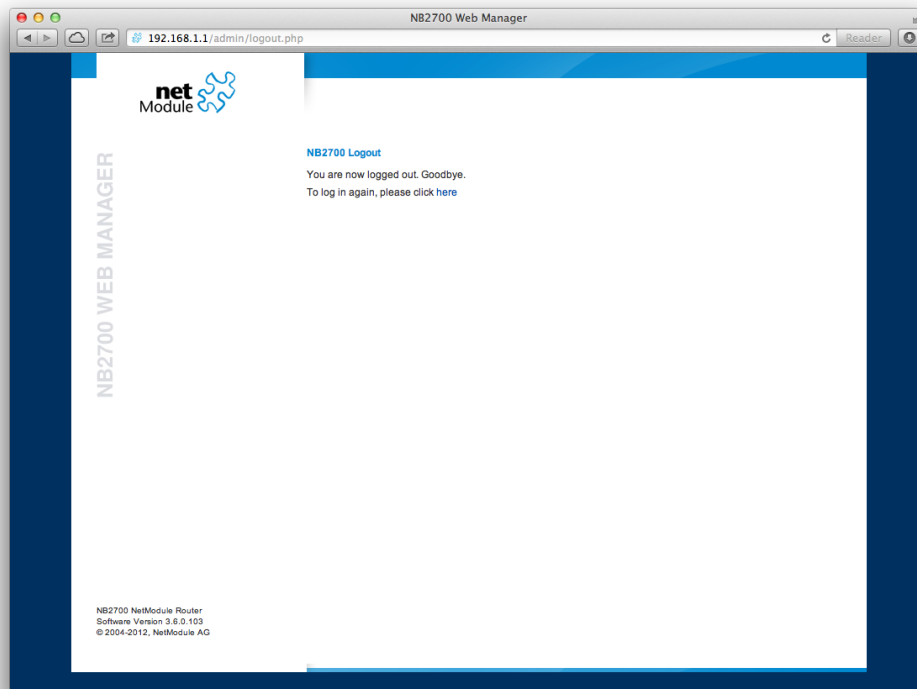 NB2700 Web Manager
192.168.1.1/admin/logout.php
Reader
net
Module
NB2700 WEB MANAGER
NB2700 Logout
You are now logged out. Goodbye.
To log in again, please click here
NB2700 NetModule Router
Software Version 3.6.0.103
© 2004-2012, NetModule AG